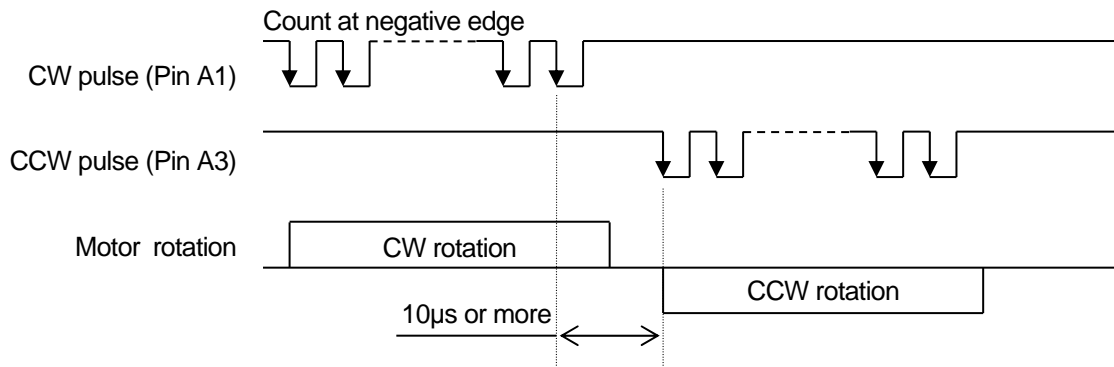 Count at negative edge
CW pulse (Pin A1)
CCW pulse (Pin A3)
Motor rotation
CW rotation
CCW rotation
10µs or more